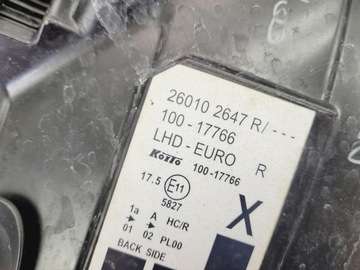 26010 2647 R/ ---
100-17766
LHD-EURO R
Koito 100-17766
17.5 E11
5827
1a A HC/R
01 02 PL00
X
BACK SIDE